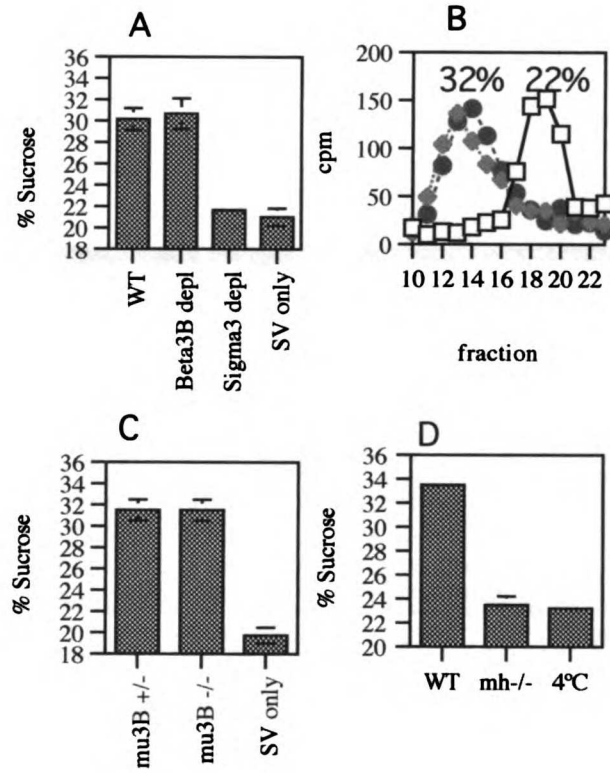 A
36
34
32
30
28
26
24
22
20
18
% Sucrose
WT
Beta3B depl
Sigma3 depl
SV only
B
200
150
100
50
0
cpm
32% 22%
10 12 14 16 18 20 22
fraction
C
36
34
32
30
28
26
24
22
20
18
% Sucrose
mu3B +/-
mu3B -/-
SV only
D
36
34
32
30
28
26
24
22
20
% Sucrose
WT mh-/- 4ºC